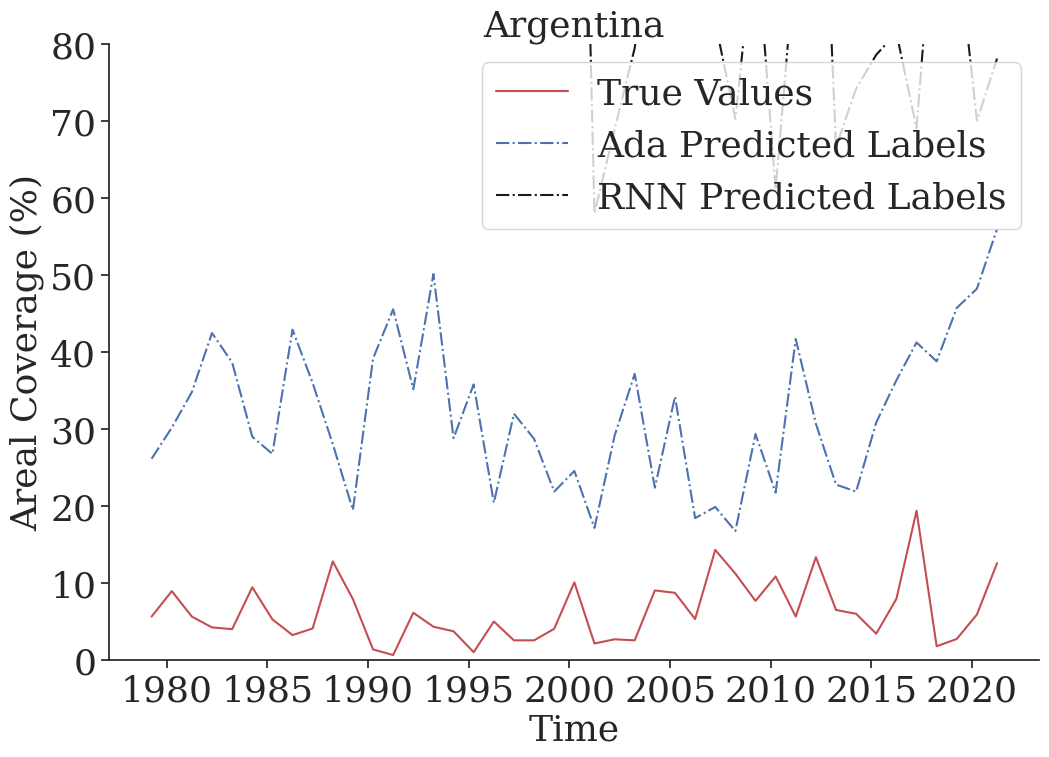 Argentina
80
70
60
50
40
30
20
10
0
Areal Coverage (%)
True Values
Ada Predicted Labels
RNN Predicted Labels
1980 1985 1990 1995 2000 2005 2010 2015 2020
Time